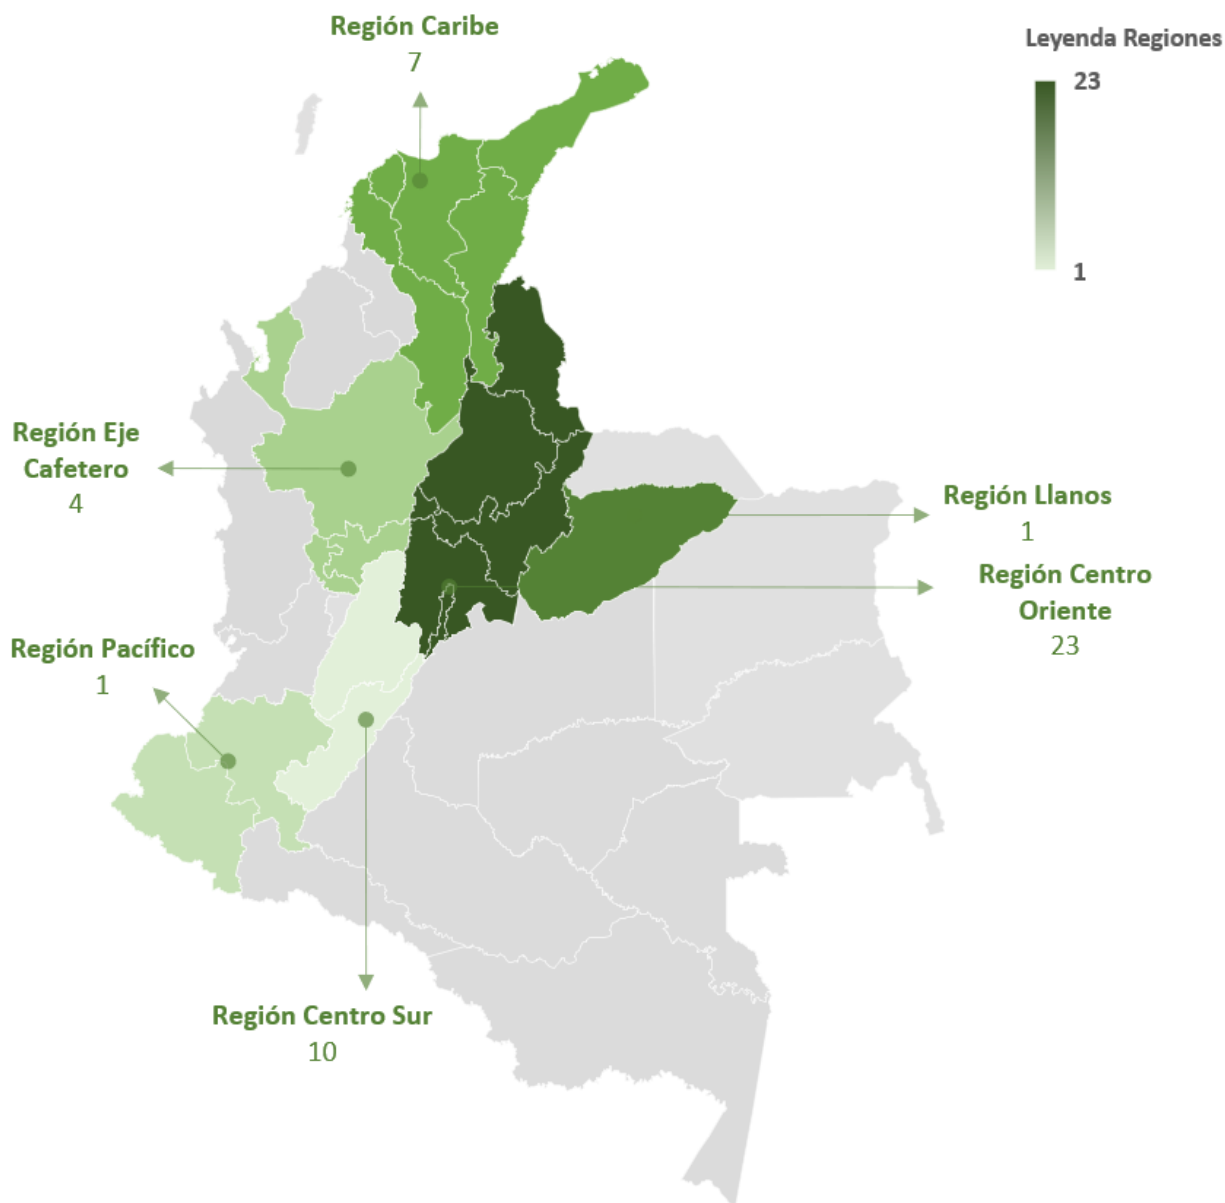 Región Caribe
7
Leyenda Regiones
23
1
Región Eje
Cafetero
4
Región Llanos
1
Región Centro
Oriente
23
Región Pacífico
1
Región Centro Sur
10